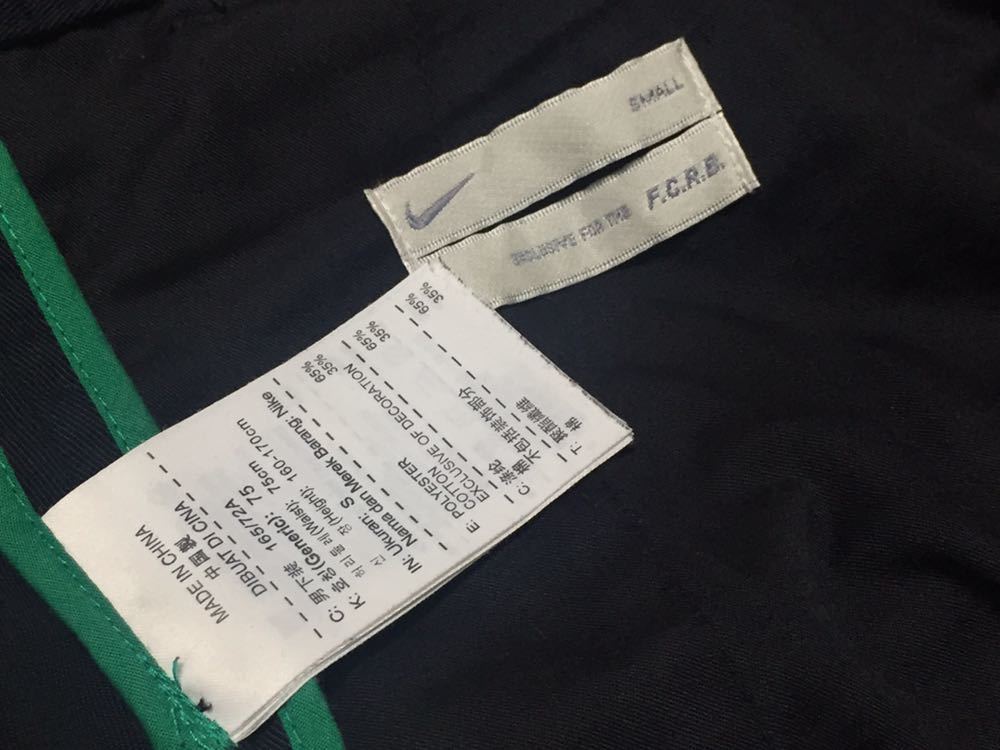 SMALL
EXCLUSIVE FOR THE F.C.R.B.
MADE IN CHINA
中国製
DIBUAT DI CINA
C: 男下装 165/72A
K: 호칭(Generic): 75
허리둘레(Waist): 75cm
신장(Height): 160-170cm
IN: Ukuran: S
Nama dan Merek Barang: Nike
E: POLYESTER 65%
COTTON 35%
EXCLUSIVE OF DECORATION
C: 涤纶 65%
棉 35%
不包括装饰部分
T: 聚酯纖維 65%
棉 35%